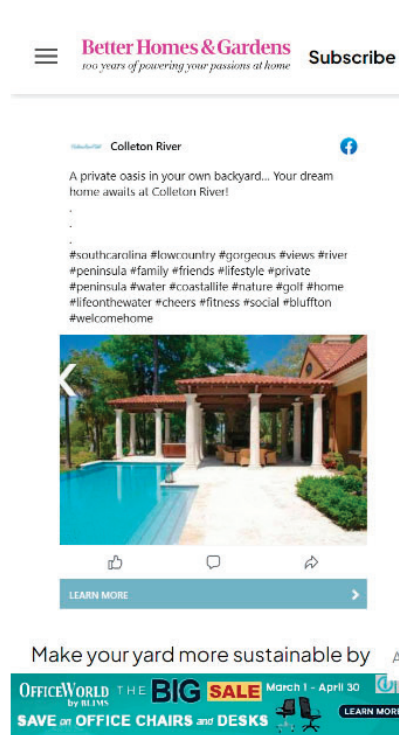 Better Homes & Gardens
100 years of powering your passions at home
Subscribe
Colleton River
A private oasis in your own backyard... Your dream
home awaits at Colleton River!
.
.
.
#southcarolina #lowcountry #gorgeous #views #river
#peninsula #family #friends #lifestyle #private
#peninsula #water #coastallife #nature #golf #home
#lifeonthewater #cheers #fitness #social #bluffton
#welcomehome
LEARN MORE
Make your yard more sustainable by
OFFICEWORLD THE BIG SALE March 1 - April 30
by BLIMS
SAVE on OFFICE CHAIRS and DESKS
LEARN MORE